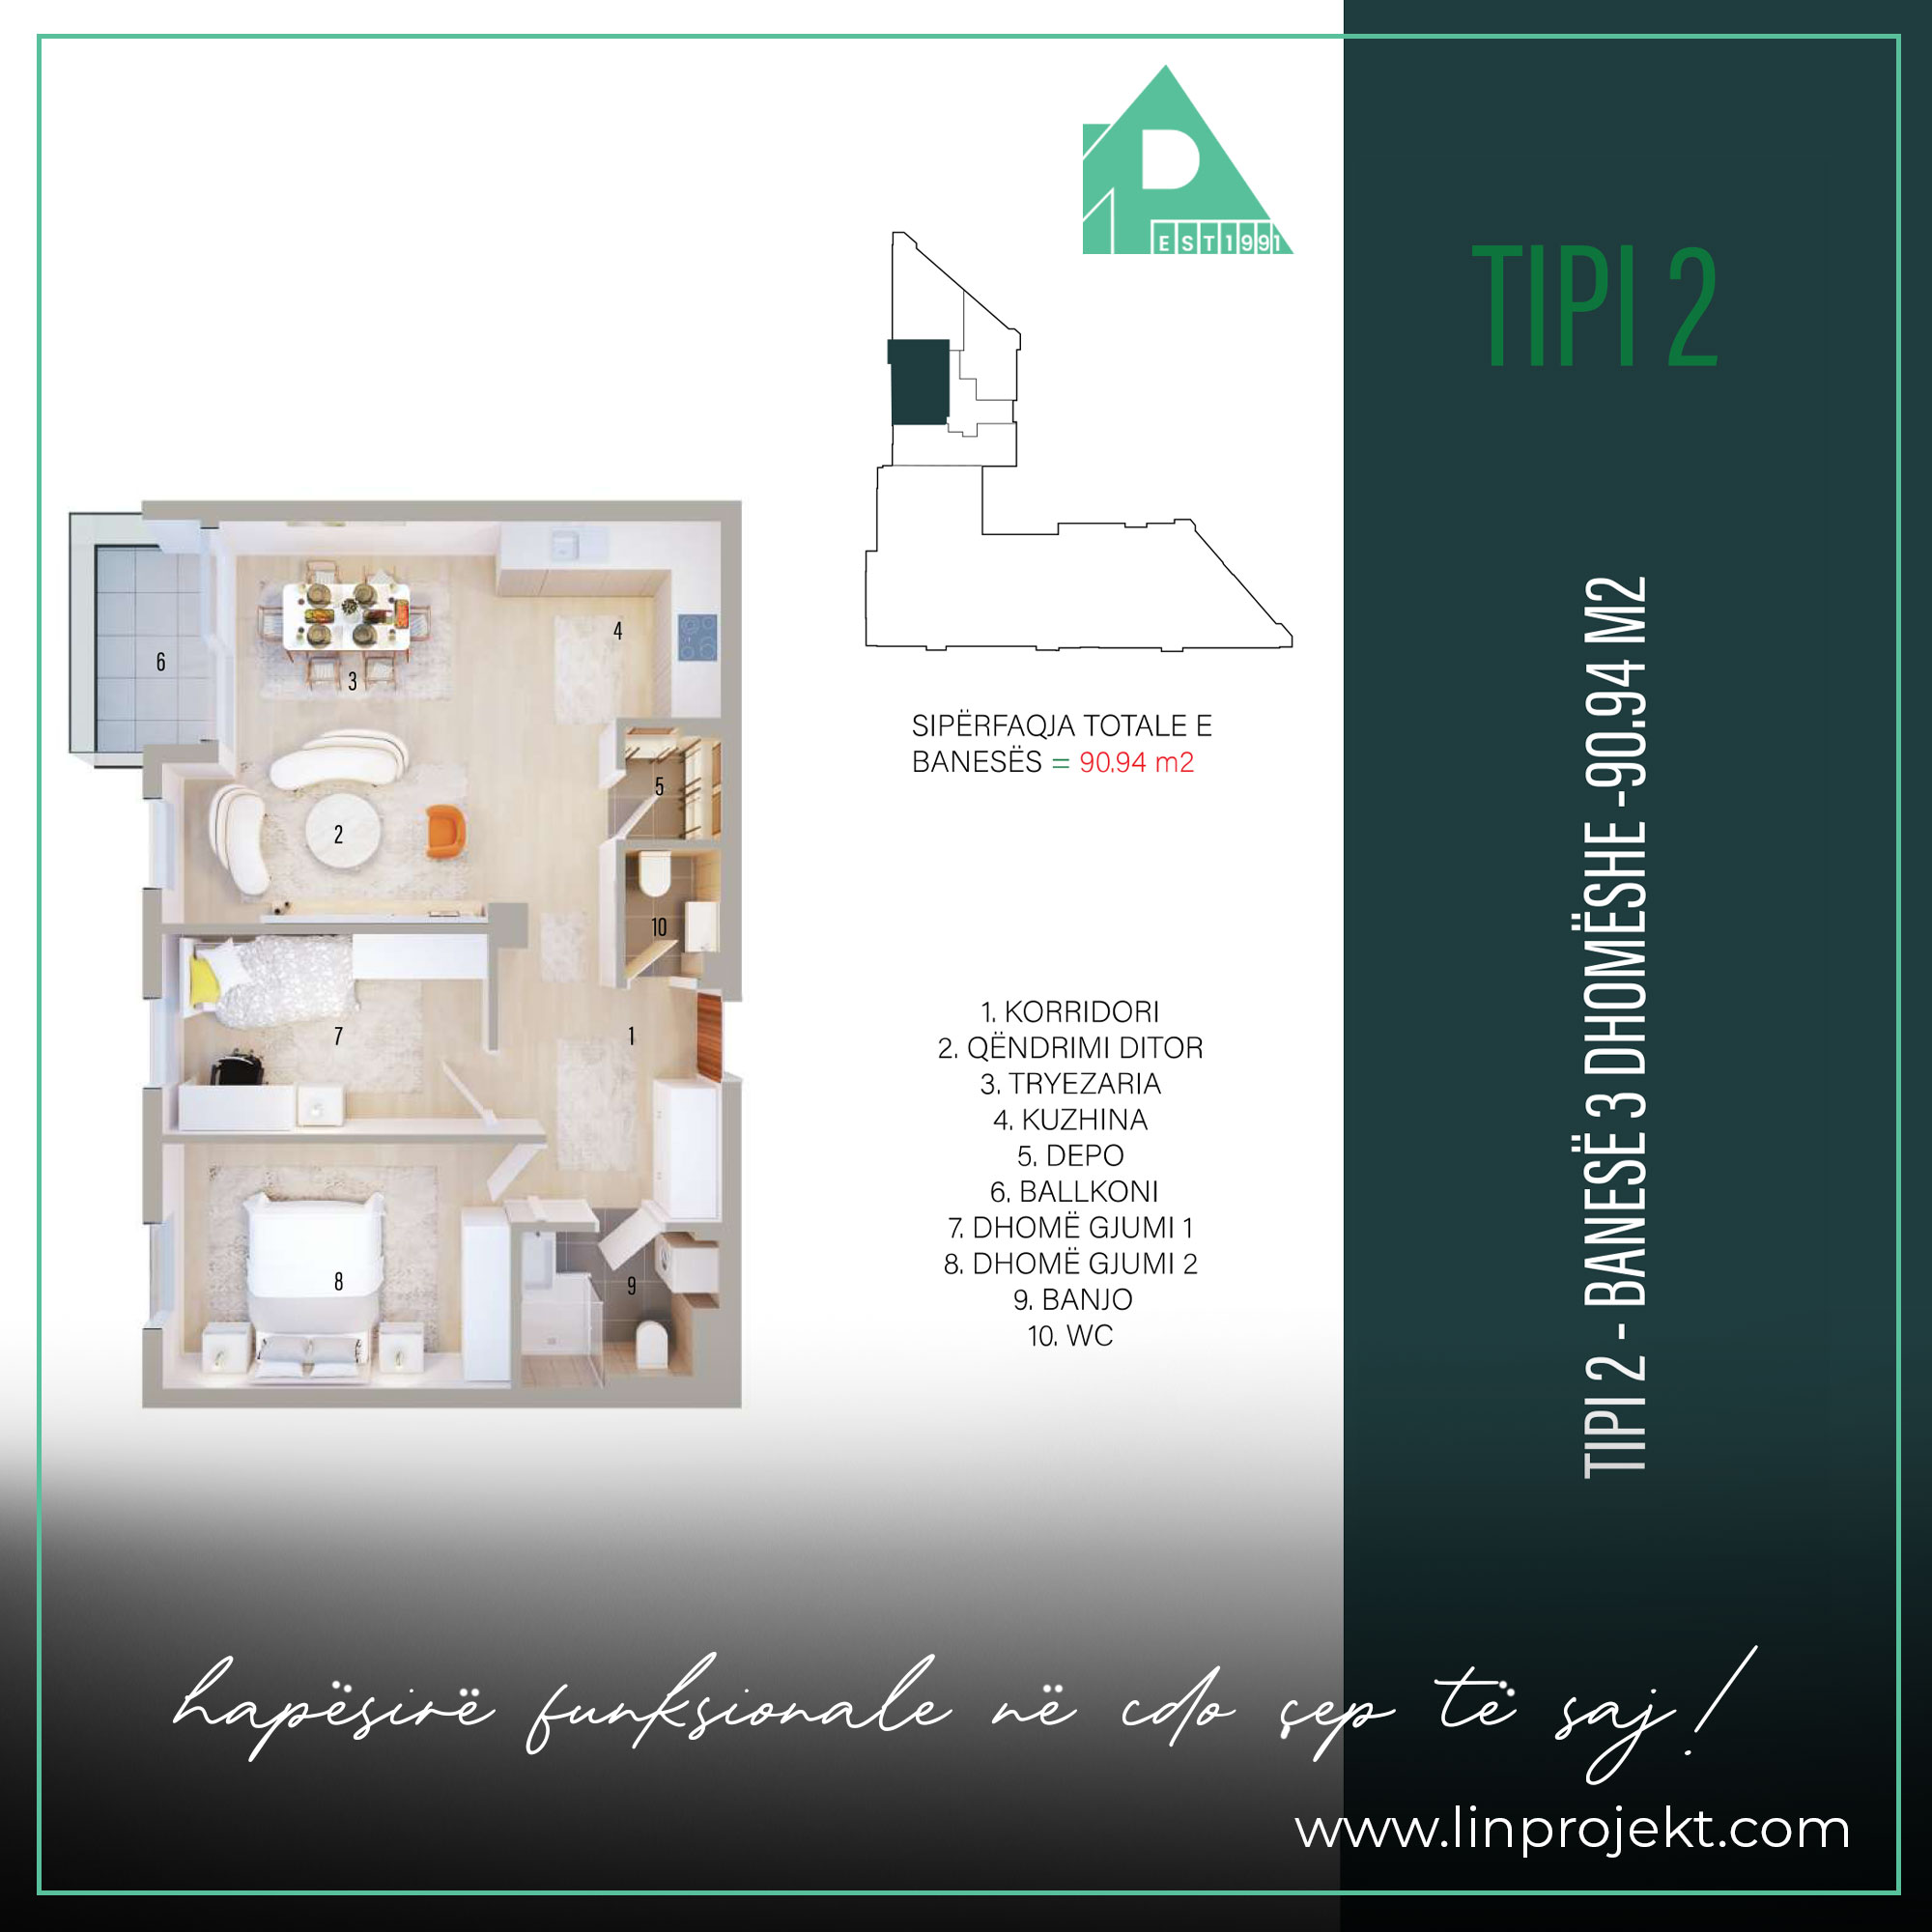 P
EST1991
TIPI 2
6
3
4
5
2
10
7
1
8
9
SIPËRFAQJA TOTALE E
BANESËS = 90.94 m2
1. KORRIDORI
2. QËNDRIMI DITOR
3. TRYEZARIA
4. KUZHINA
5. DEPO
6. BALLKONI
7. DHOMË GJUMI 1
8. DHOMË GJUMI 2
9. BANJO
10. WC
TIPI 2 - BANESË 3 DHOMËSHE -90.94 M2
hapësirë funksionale në cdo çep të saj!
www.linprojekt.com